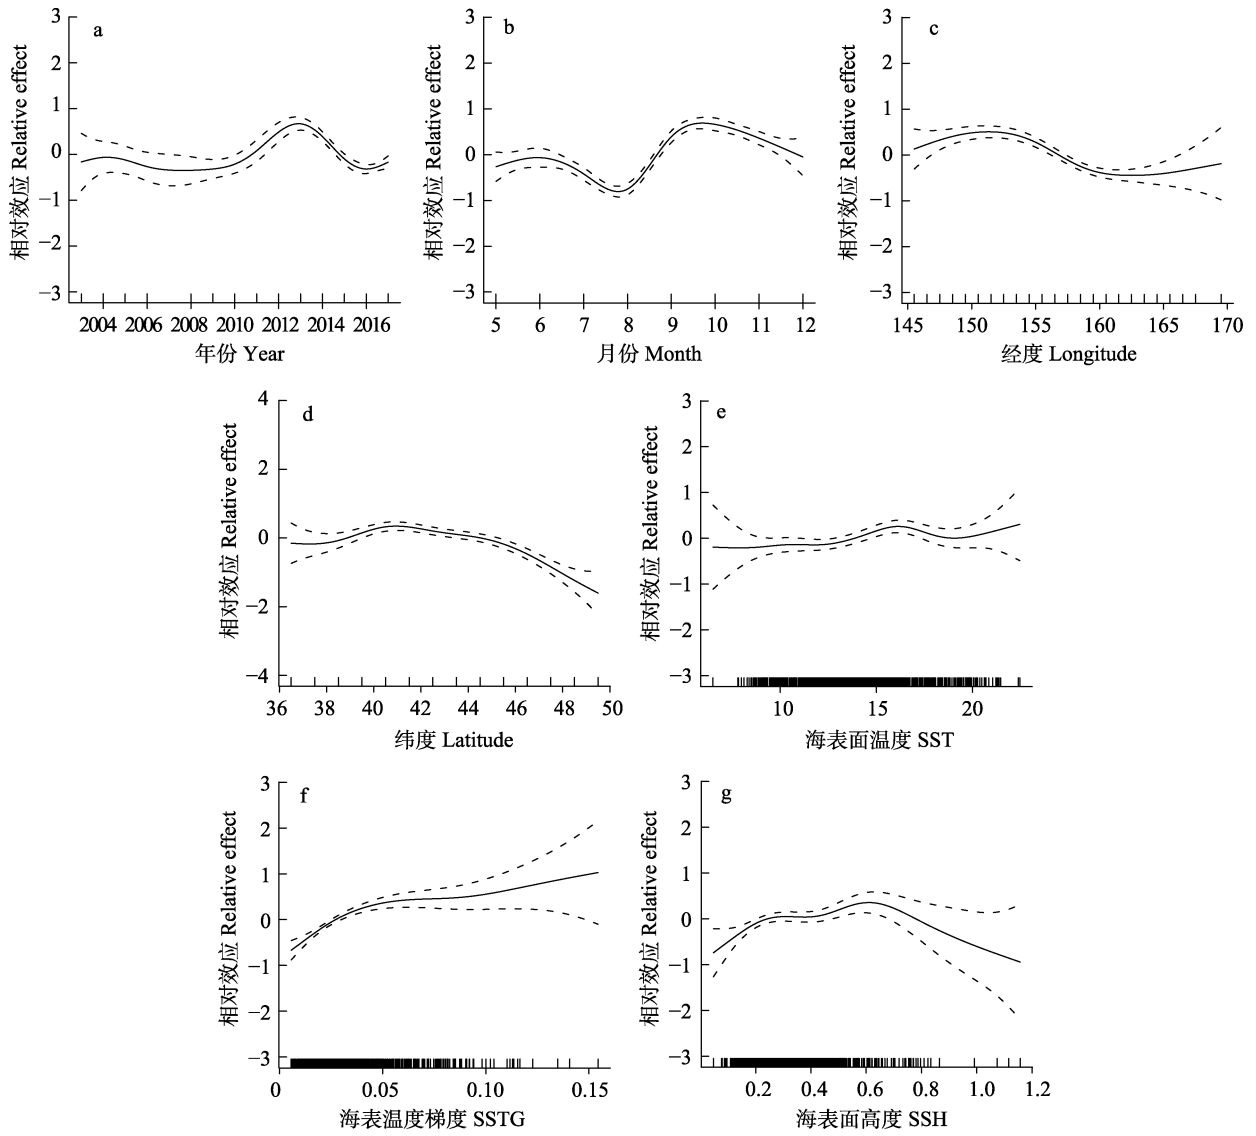 a
相对效应 Relative effect
3
2
1
0
−1
−2
−3
2004 2006 2008 2010 2012 2014 2016
年份 Year
b
相对效应 Relative effect
3
2
1
0
−1
−2
−3
5 6 7 8 9 10 11 12
月份 Month
c
相对效应 Relative effect
3
2
1
0
−1
−2
−3
145 150 155 160 165 170
经度 Longitude
d
相对效应 Relative effect
4
2
0
−2
−4
36 38 40 42 44 46 48 50
纬度 Latitude
e
相对效应 Relative effect
3
2
1
0
−1
−2
−3
10 15 20
海表面温度 SST
f
相对效应 Relative effect
3
2
1
0
−1
−2
−3
0 0.05 0.10 0.15
海表温度梯度 SSTG
g
相对效应 Relative effect
3
2
1
0
−1
−2
−3
0.2 0.4 0.6 0.8 1.0 1.2
海表面高度 SSH